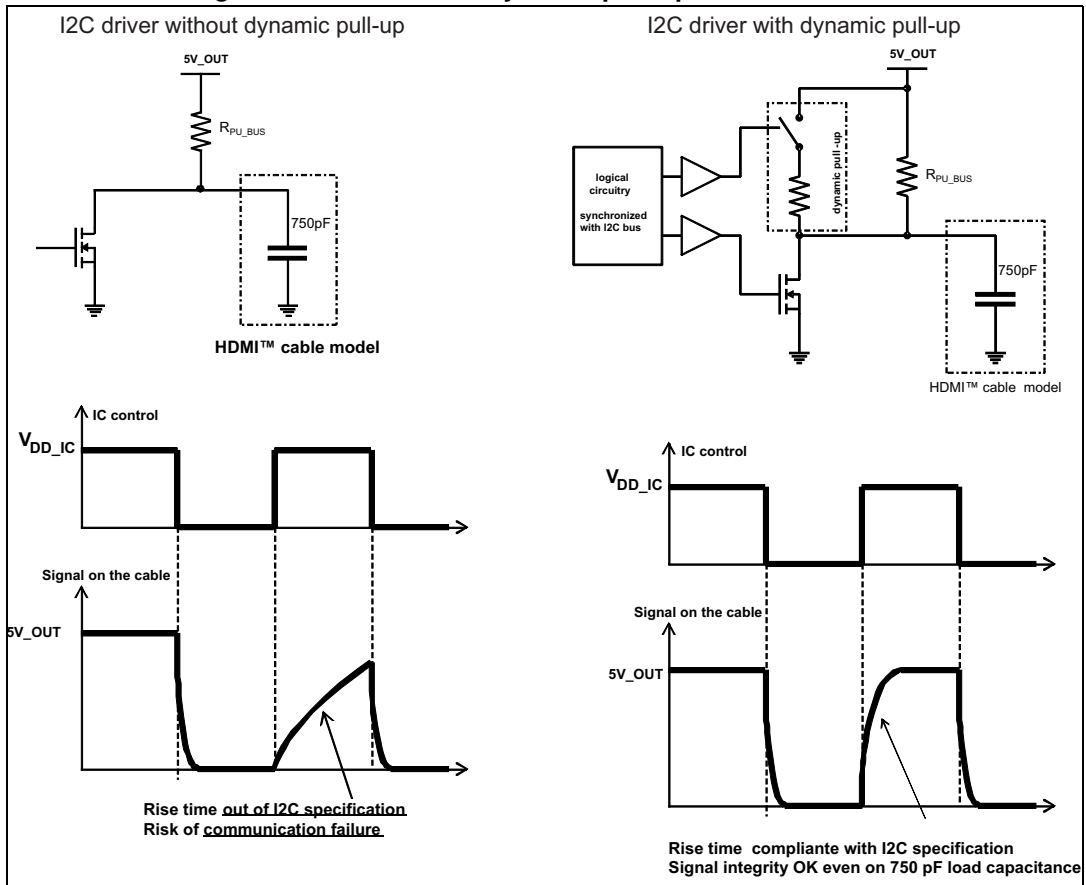 I2C driver without dynamic pull-up
5V_OUT
RPU_BUS
750pF
HDMI™ cable model
IC control
VDD_IC
Signal on the cable
5V_OUT
Rise time out of I2C specification
Risk of communication failure
I2C driver with dynamic pull-up
5V_OUT
logical
circuitry
synchronized
with I2C bus
dynamic pull-up
RPU_BUS
750pF
HDMI™ cable model
IC control
VDD_IC
Signal on the cable
5V_OUT
Rise time compliante with I2C specification
Signal integrity OK even on 750 pF load capacitance